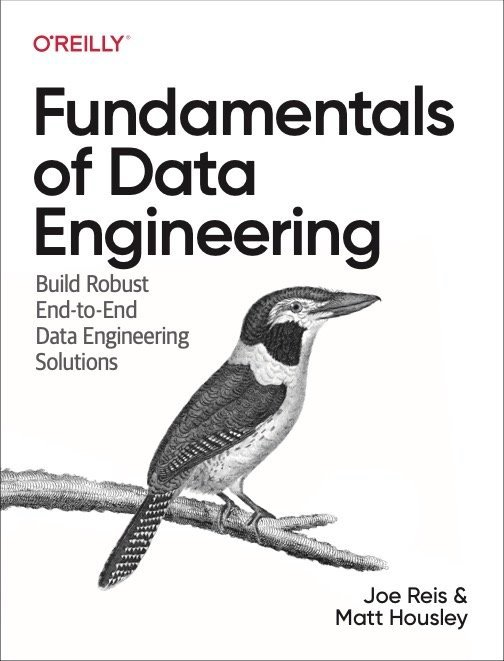 O'REILLY®
Fundamentals
of Data
Engineering
Build Robust
End-to-End
Data Engineering
Solutions
Joe Reis &
Matt Housley